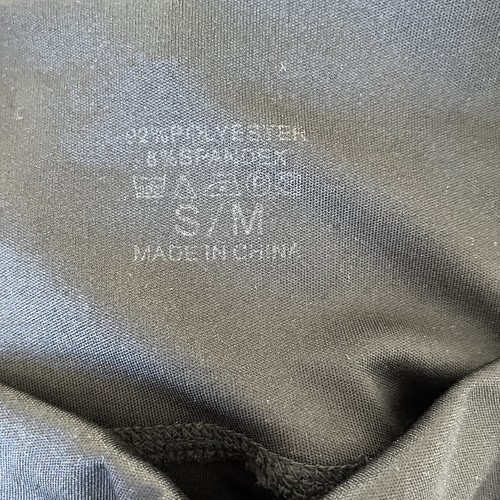 92%POLYESTER
8%SPANDEX
S/M
MADE IN CHINA